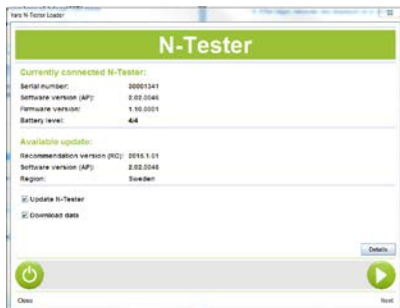 Yara N-Tester Loader
N-Tester
Currently connected N-Tester:
Serial number: 30001341
Software version (AP): 2.02.0046
Firmware version: 1.10.0001
Battery level: 4/4
Available update:
Recommendation version (RC): 2015.1.01
Software version (AP): 2.02.0046
Region: Sweden
Update N-Tester
Download data
Details
Close
Next